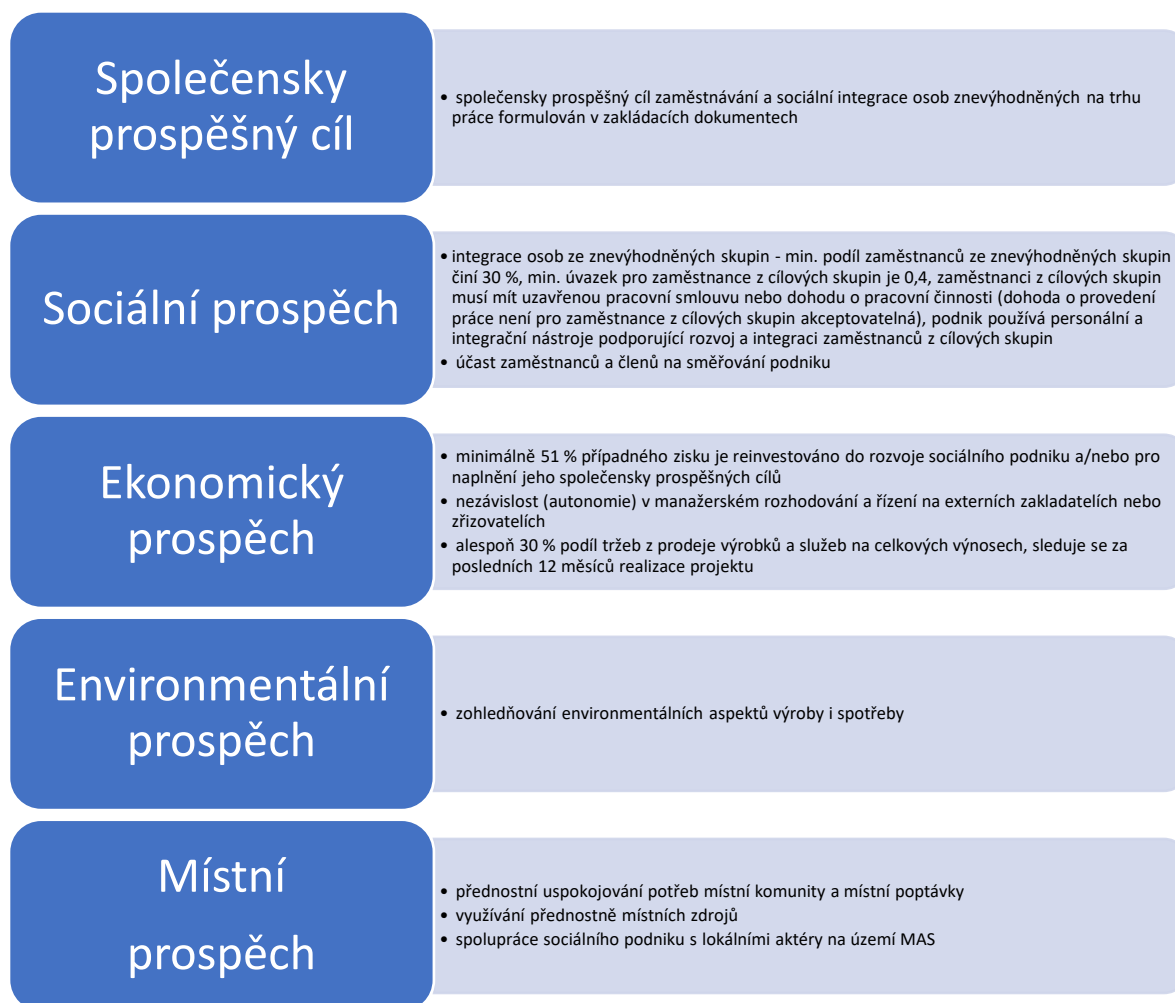 Společensky
prospěšný cíl
• společensky prospěšný cíl zaměstnávání a sociální integrace osob znevýhodněných na trhu
práce formulován v zakládacích dokumentech
Sociální prospěch
• integrace osob ze znevýhodněných skupin - min. podíl zaměstnanců ze znevýhodněných skupin
činí 30 %, min. úvazek pro zaměstnance z cílových skupin je 0,4, zaměstnanci z cílových skupin
musí mít uzavřenou pracovní smlouvu nebo dohodu o pracovní činnosti (dohoda o provedení
práce není pro zaměstnance z cílových skupin akceptovatelná), podnik používá personální a
integrační nástroje podporující rozvoj a integraci zaměstnanců z cílových skupin
• účast zaměstnanců a členů na směřování podniku
Ekonomický
prospěch
• minimálně 51 % případného zisku je reinvestováno do rozvoje sociálního podniku a/nebo pro
naplnění jeho společensky prospěšných cílů
• nezávislost (autonomie) v manažerském rozhodování a řízení na externích zakladatelích nebo
zřizovatelích
• alespoň 30 % podíl tržeb z prodeje výrobků a služeb na celkových výnosech, sleduje se za
posledních 12 měsíců realizace projektu
Environmentální
prospěch
• zohledňování environmentálních aspektů výroby i spotřeby
Místní
prospěch
• přednostní uspokojování potřeb místní komunity a místní poptávky
• využívání přednostně místních zdrojů
• spolupráce sociálního podniku s lokálními aktéry na území MAS